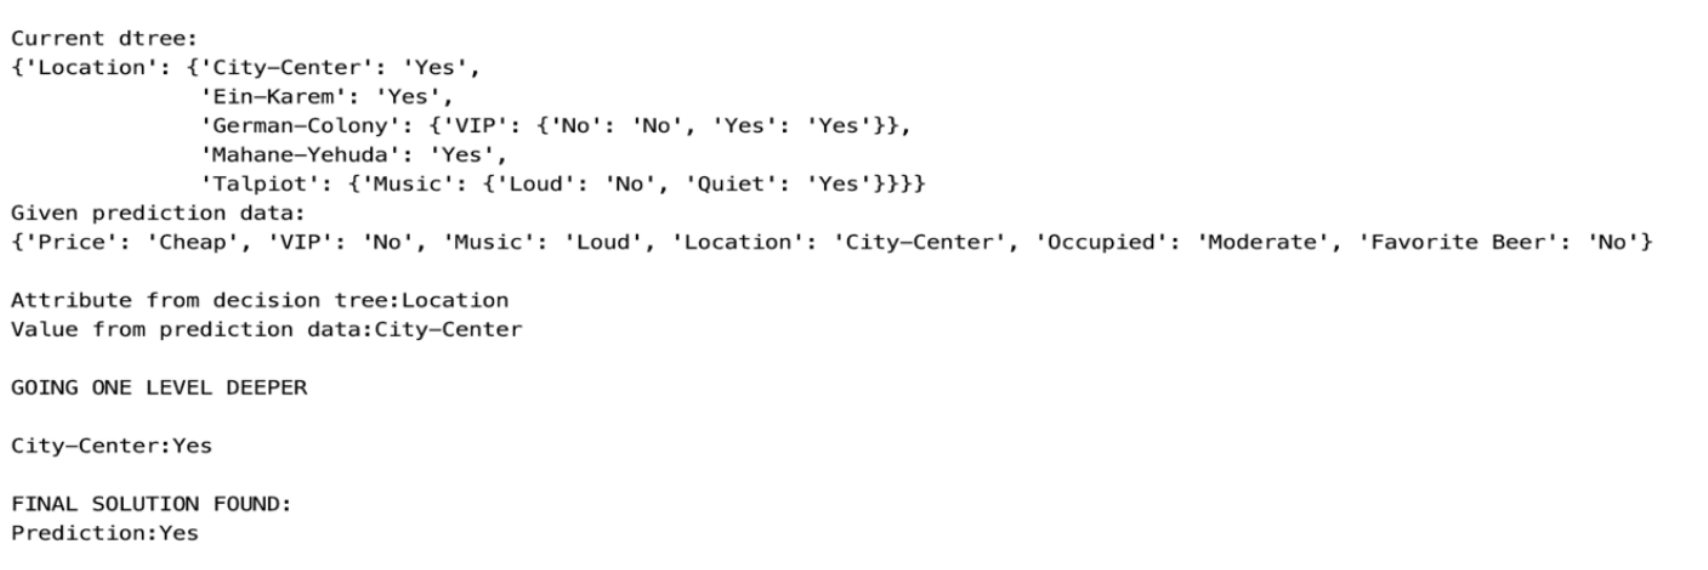 Current dtree:
{'Location': {'City-Center': 'Yes',
'Ein-Karem': 'Yes',
'German-Colony': {'VIP': {'No': 'No', 'Yes': 'Yes'}},
'Mahane-Yehuda': 'Yes',
'Talpiot': {'Music': {'Loud': 'No', 'Quiet': 'Yes'}}}}
Given prediction data:
{'Price': 'Cheap', 'VIP': 'No', 'Music': 'Loud', 'Location': 'City-Center', 'Occupied': 'Moderate', 'Favorite Beer': 'No'}
Attribute from decision tree:Location
Value from prediction data:City-Center
GOING ONE LEVEL DEEPER
City-Center:Yes
FINAL SOLUTION FOUND:
Prediction:Yes